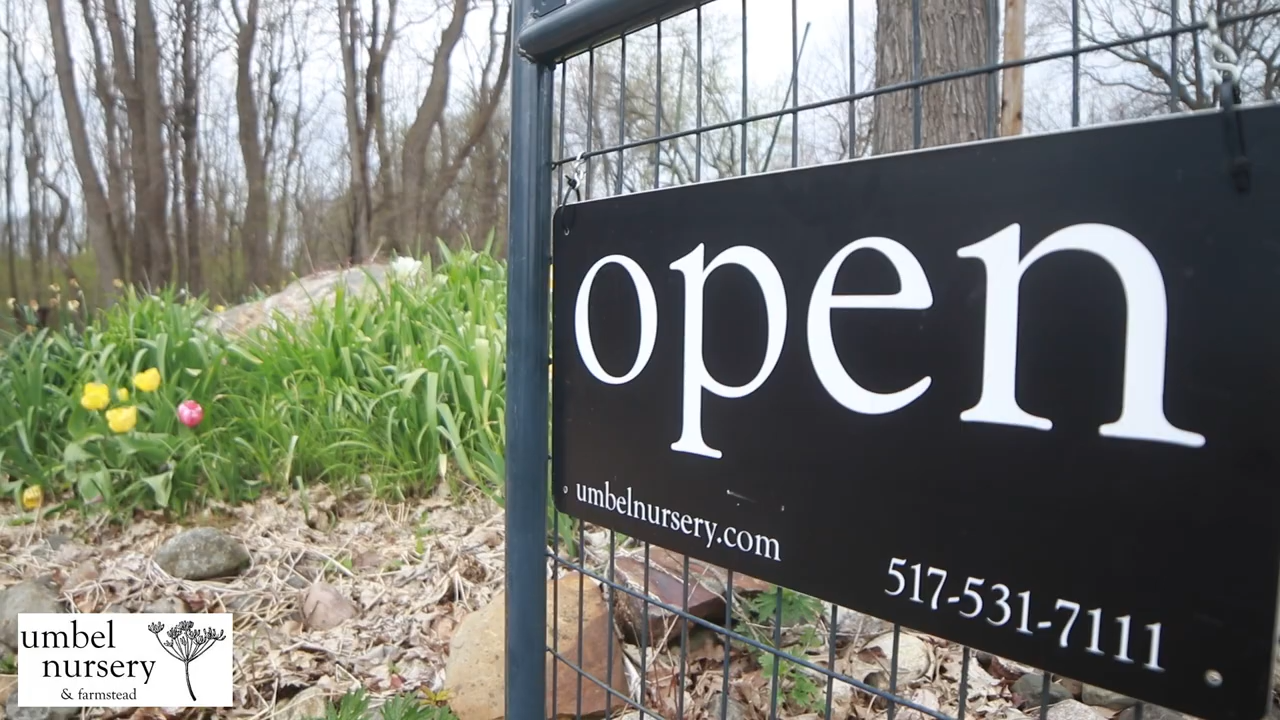 open
umbelnursery.com
517-531-7111
umbel
nursery
& farmstead